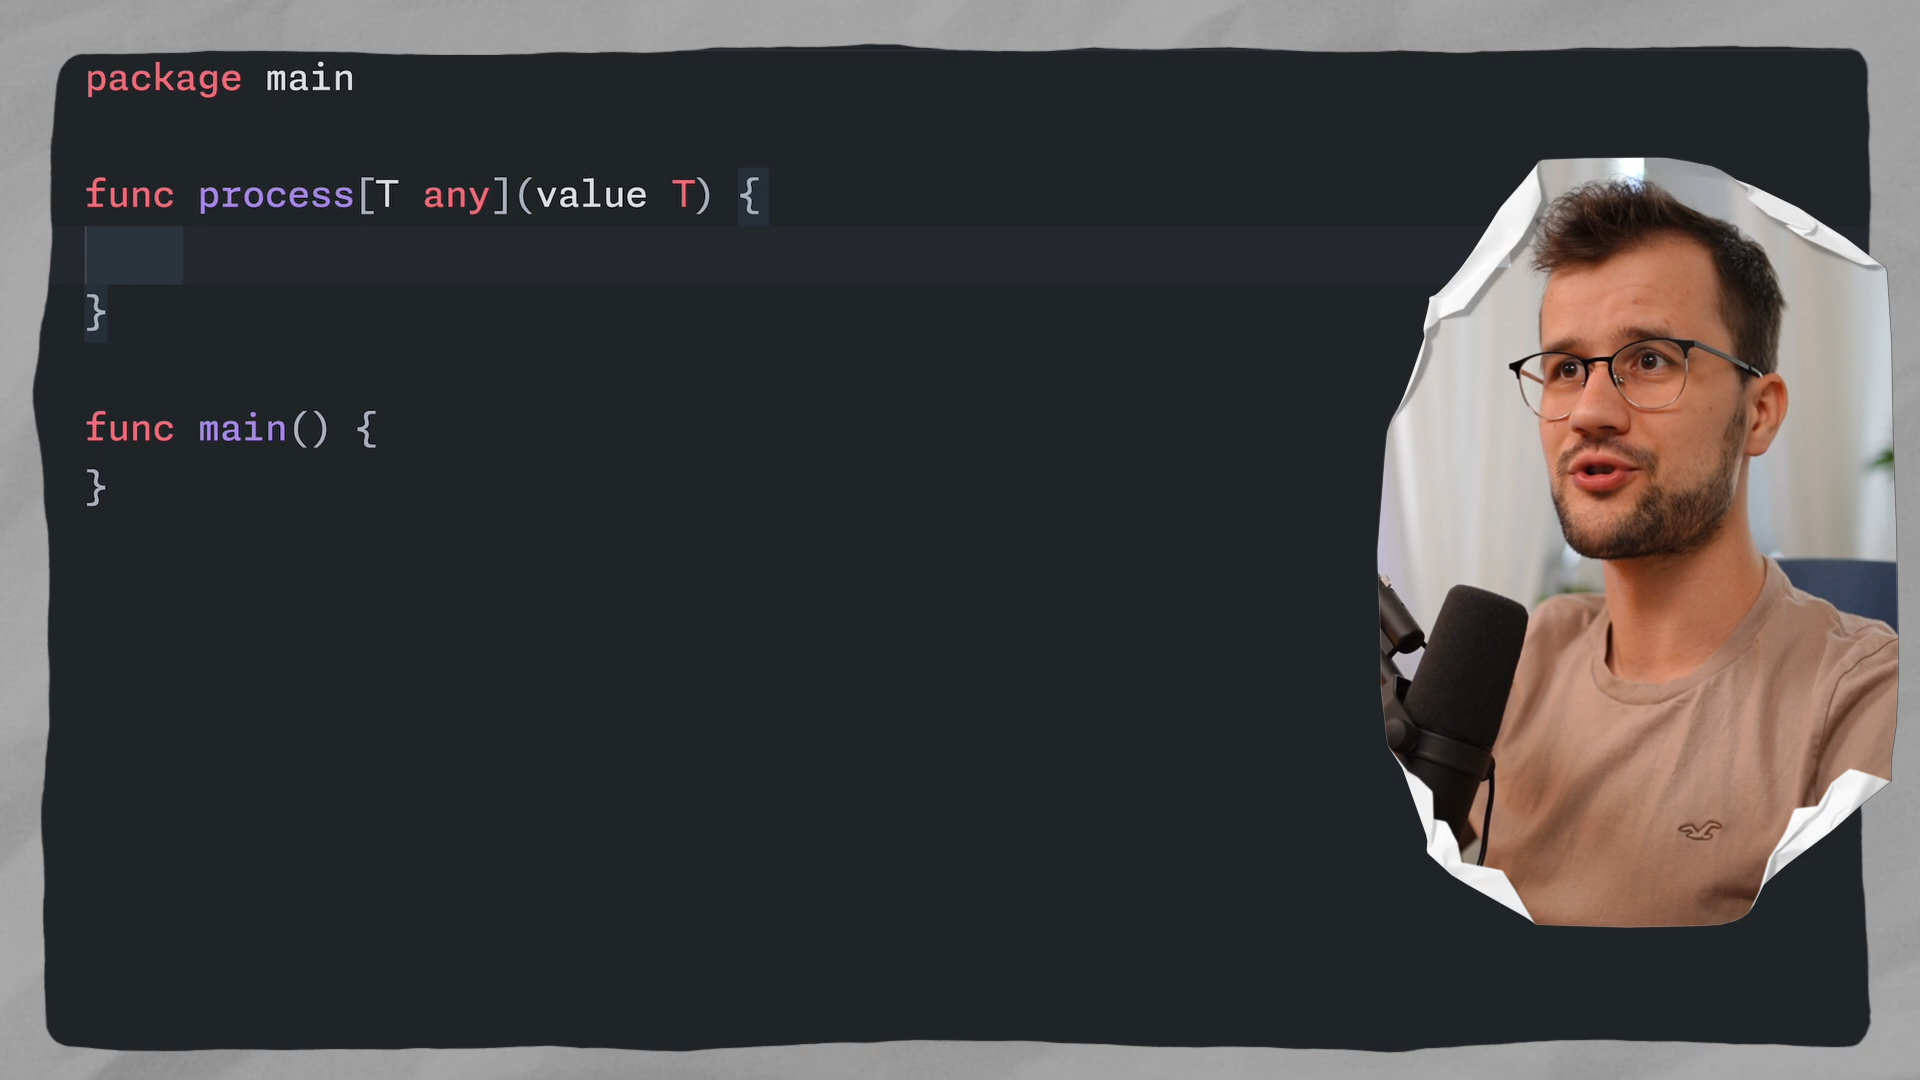 package main
func process[T any](value T) {
}
func main() {
}